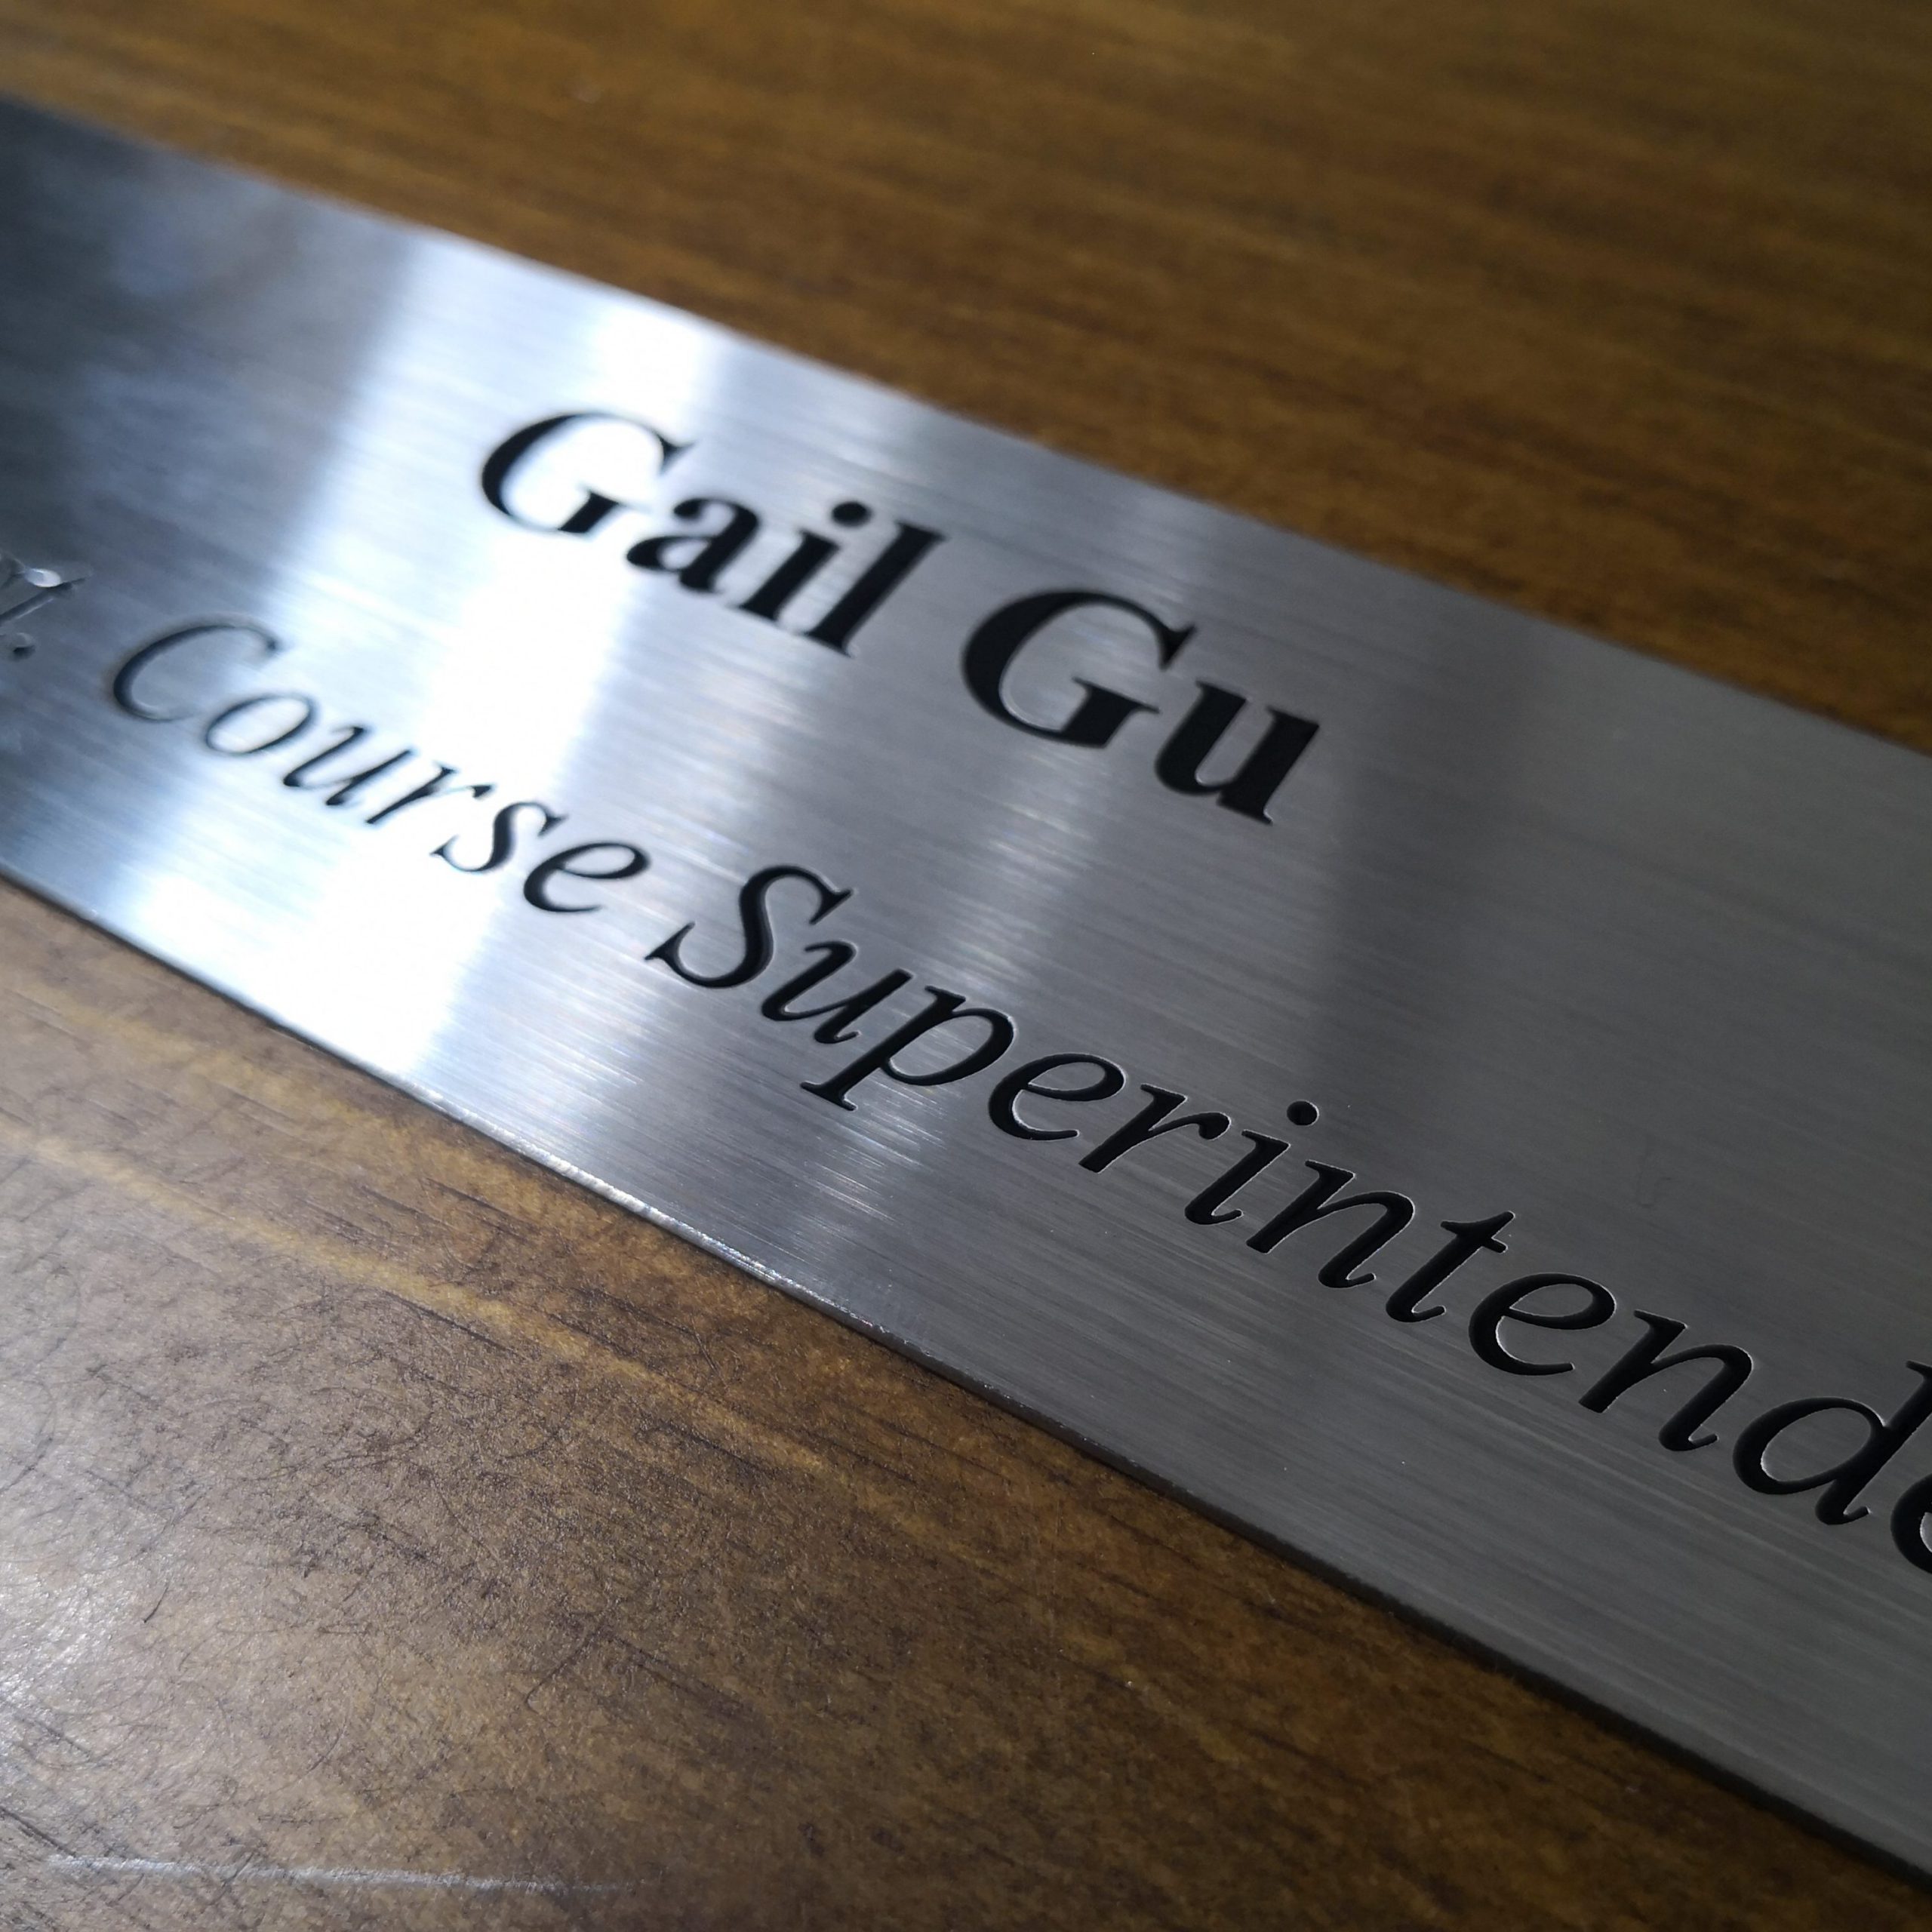 Gail Gu
Course Superintende